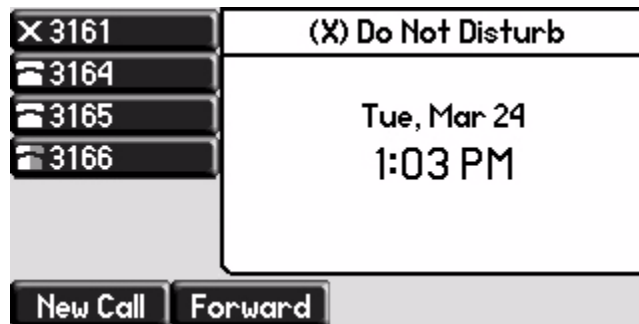 X 3161
(X) Do Not Disturb
3164
3165
3166
Tue, Mar 24
1:03 PM
New Call
Forward